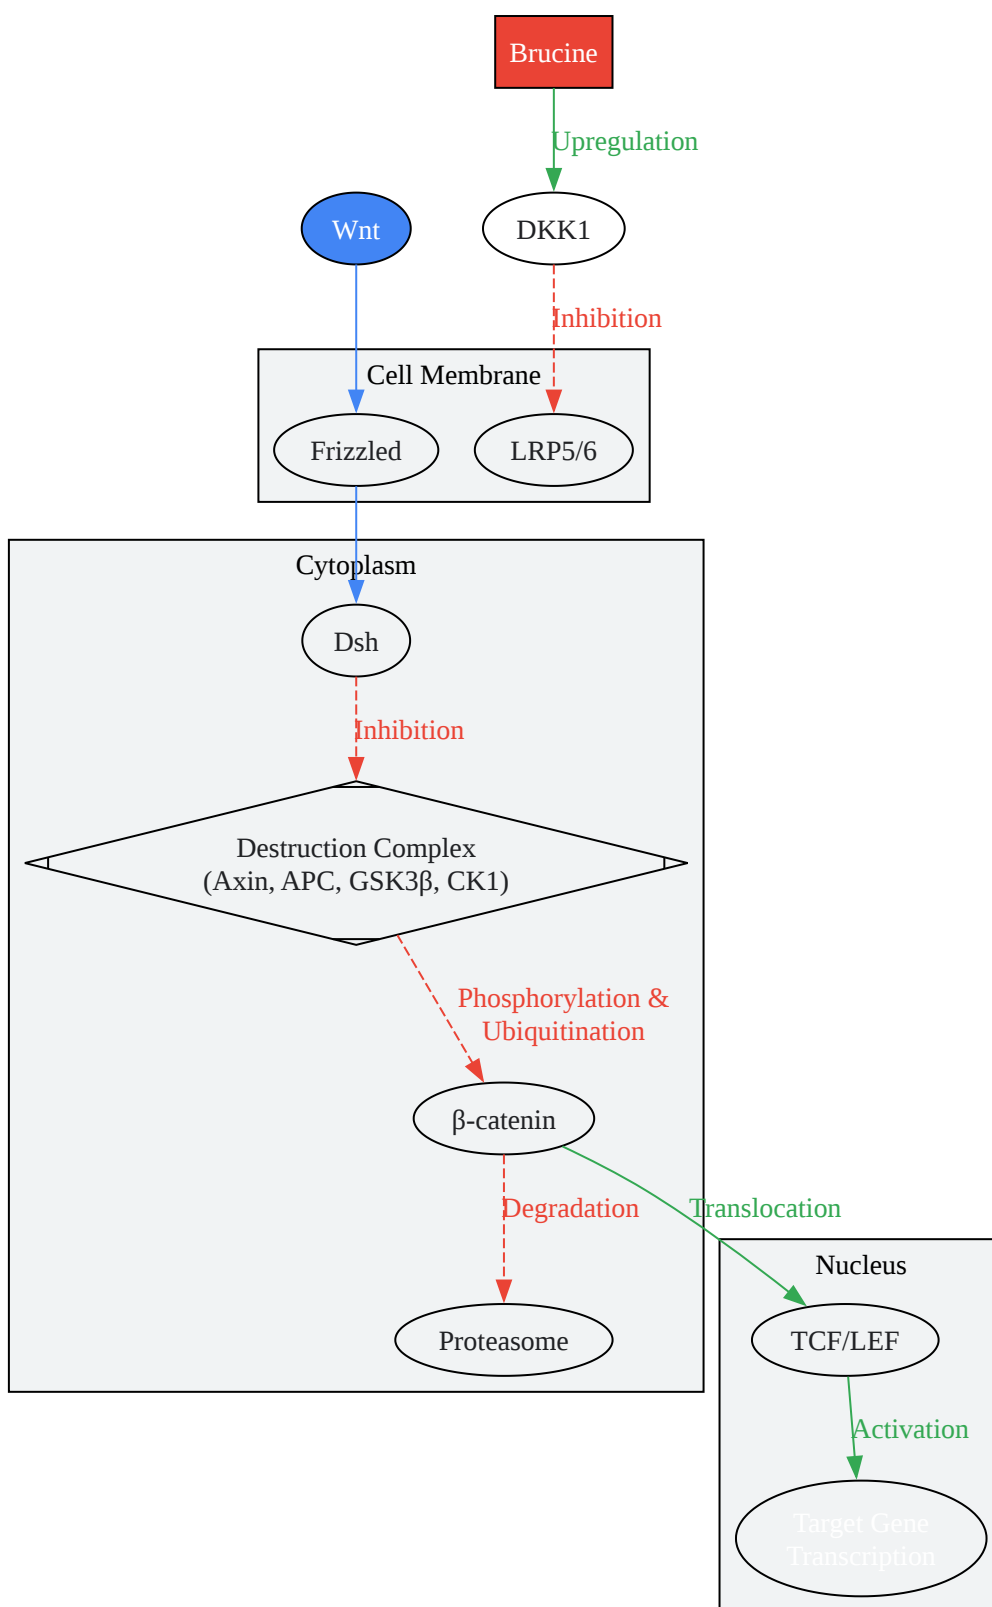 Brucine
Upregulation
Wnt
DKK1
Inhibition
Cell Membrane
Frizzled
LRP5/6
Cytoplasm
Dsh
Inhibition
Destruction Complex
(Axin, APC, GSK3β, CK1)
Phosphorylation &
Ubiquitination
β-catenin
Degradation
Translocation
Nucleus
Proteasome
TCF/LEF
Activation
Target Gene
Transcription